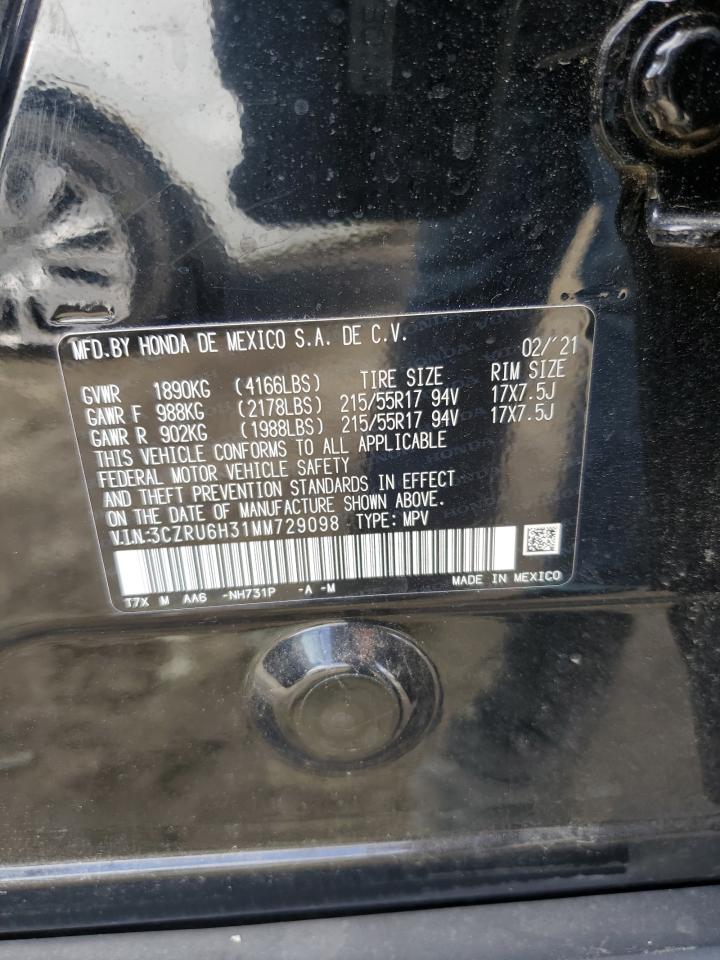 MFD.BY HONDA DE MEXICO S.A. DE C.V. 02/'21
GVWR 1890KG (4166LBS) TIRE SIZE RIM SIZE
GAWR F 988KG (2178LBS) 215/55R17 94V 17X7.5J
GAWR R 902KG (1988LBS) 215/55R17 94V 17X7.5J
THIS VEHICLE CONFORMS TO ALL APPLICABLE
FEDERAL MOTOR VEHICLE SAFETY
AND THEFT PREVENTION STANDARDS IN EFFECT
ON THE DATE OF MANUFACTURE SHOWN ABOVE.
V.I.N.:3CZRU6H31MM729098 TYPE: MPV
T7X M AA6 -NH731P -A -M MADE IN MEXICO